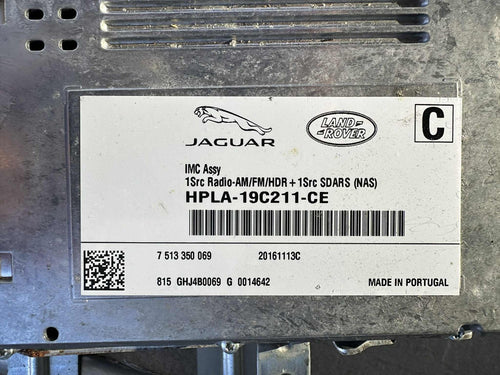 JAGUAR
LAND-
ROVER
C
IMC Assy
1Src Radio-AM/FM/HDR + 1Src SDARS (NAS)
HPLA-19C211-CE
7 513 350 069 20161113C
815 GHJ4B0069 G 0014642 MADE IN PORTUGAL